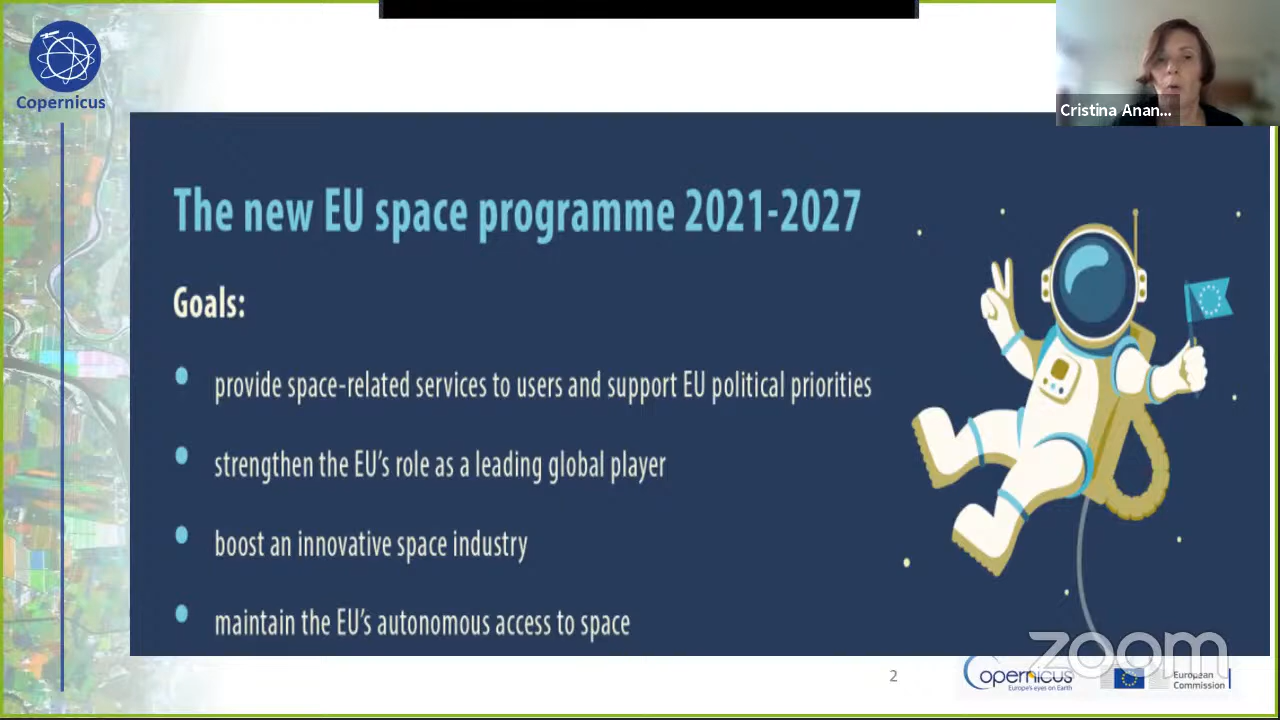 Copernicus
Cristina Anan...
The new EU space programme 2021-2027
Goals:
provide space-related services to users and support EU political priorities
strengthen the EU's role as a leading global player
boost an innovative space industry
maintain the EU's autonomous access to space
zoom
2
opernicus
Europe's eyes on Earth
European
Commission